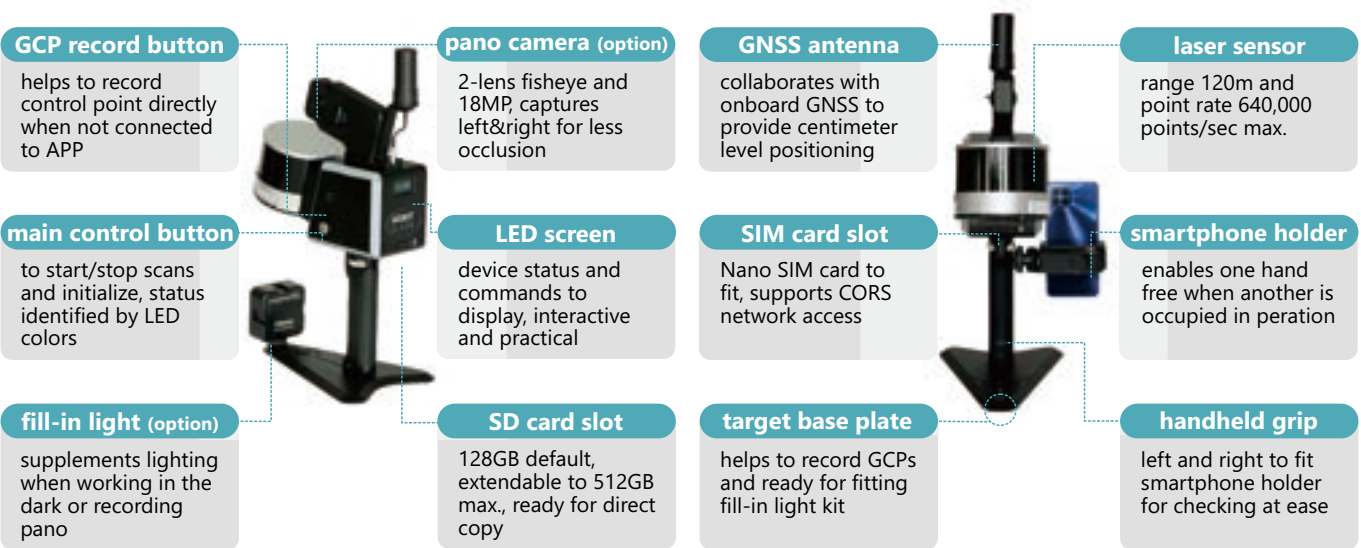 GCP record button
helps to record
control point directly
when not connected
to APP
pano camera (option)
2-lens fisheye and
18MP, captures
left&right for less
occlusion
GNSS antenna
collaborates with
onboard GNSS to
provide centimeter
level positioning
laser sensor
range 120m and
point rate 640,000
points/sec max.
main control button
to start/stop scans
and initialize, status
identified by LED
colors
LED screen
device status and
commands to
display, interactive
and practical
SIM card slot
Nano SIM card to
fit, supports CORS
network access
smartphone holder
enables one hand
free when another is
occupied in peration
fill-in light (option)
supplements lighting
when working in the
dark or recording
pano
SD card slot
128GB default,
extendable to 512GB
max., ready for direct
copy
target base plate
helps to record GCPs
and ready for fitting
fill-in light kit
handheld grip
left and right to fit
smartphone holder
for checking at ease